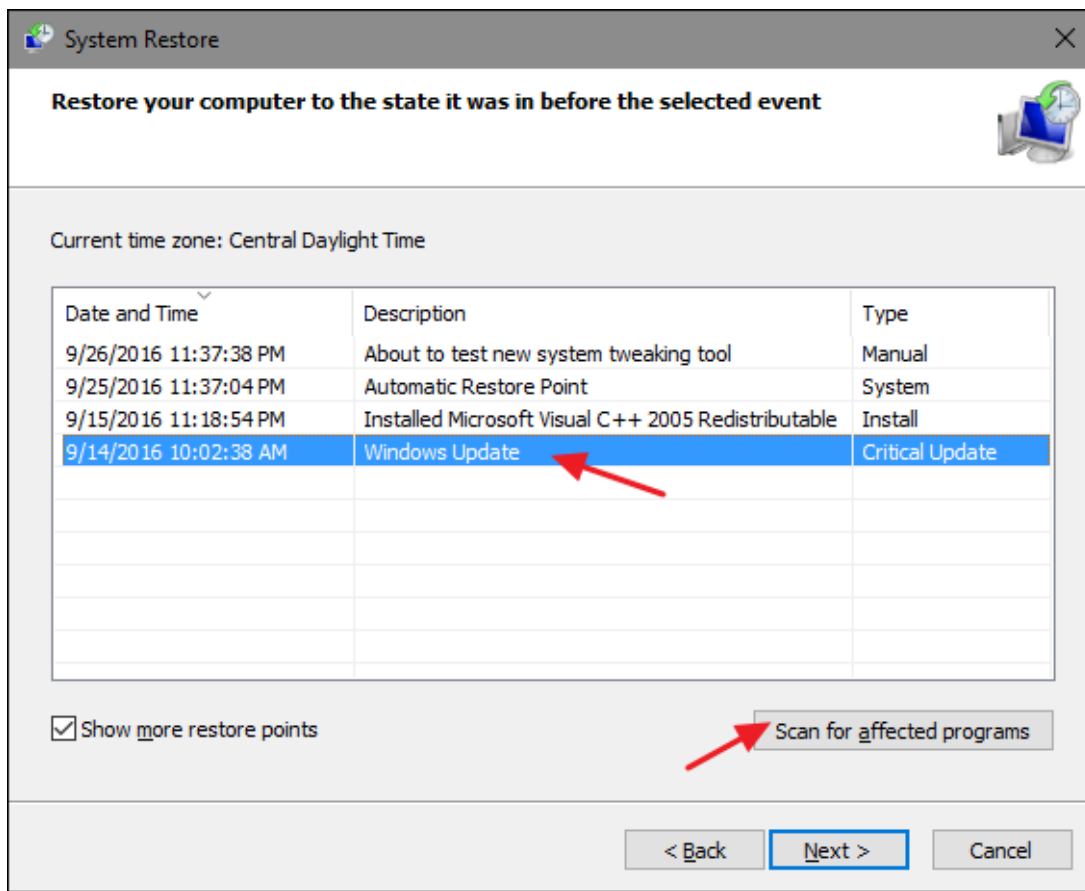 System Restore
Restore your computer to the state it was in before the selected event
Current time zone: Central Daylight Time
Date and Time Description Type
9/26/2016 11:37:38 PM About to test new system tweaking tool Manual
9/25/2016 11:37:04 PM Automatic Restore Point System
9/15/2016 11:18:54 PM Installed Microsoft Visual C++ 2005 Redistributable Install
9/14/2016 10:02:38 AM Windows Update Critical Update
Show more restore points Scan for affected programs
< Back Next > Cancel